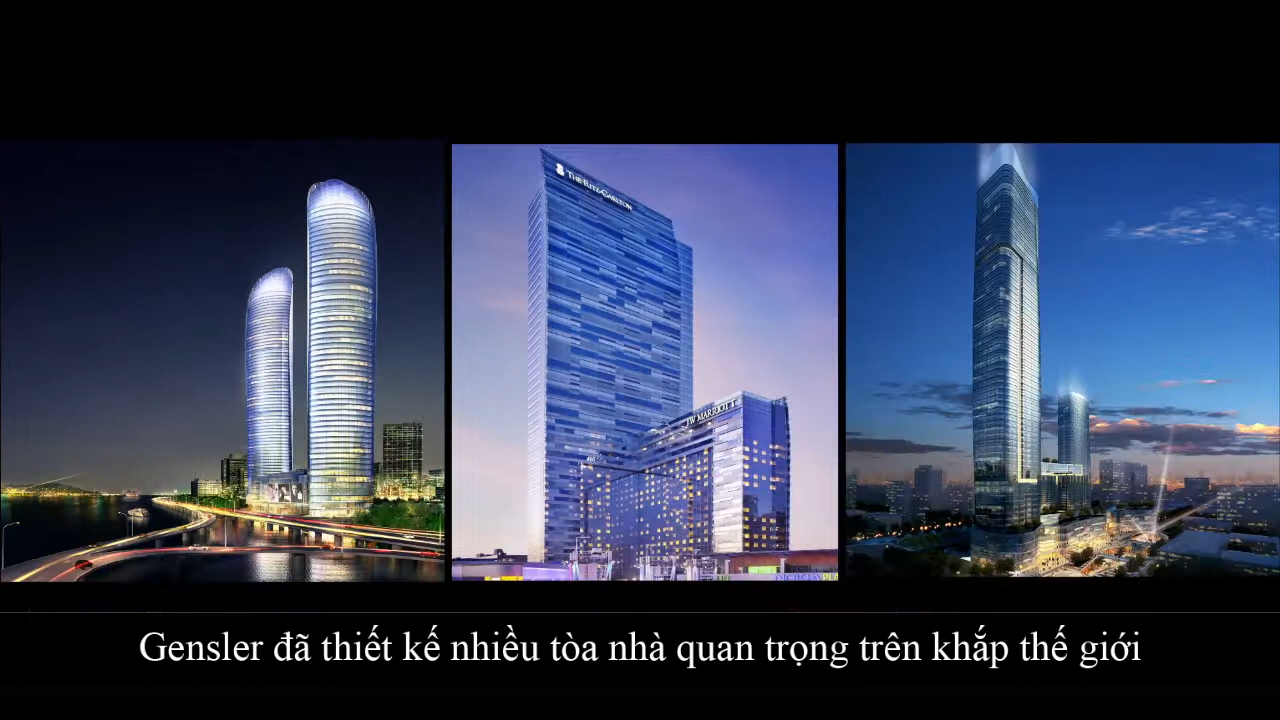 THE RITZ-CARLTON
JW MARRIOTT
Gensler đã thiết kế nhiều tòa nhà quan trọng trên khắp thế giới